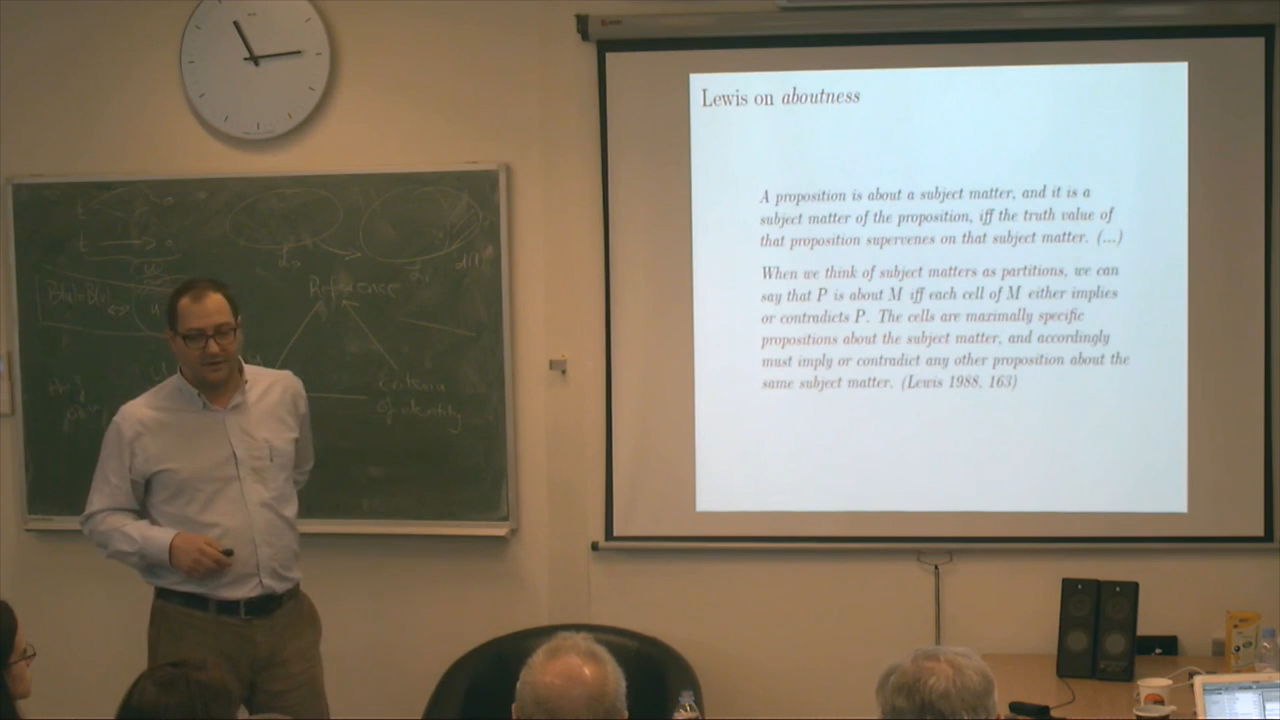 Lewis on aboutness
A proposition is about a subject matter, and it is a
subject matter of the proposition, iff the truth value of
that proposition supervenes on that subject matter. (...)
When we think of subject matters as partitions, we can
say that P is about M iff each cell of M either implies
or contradicts P. The cells are maximally specific
propositions about the subject matter, and accordingly
must imply or contradict any other proposition about the
same subject matter. (Lewis 1988, 163)
Reference
Criteria
of identity